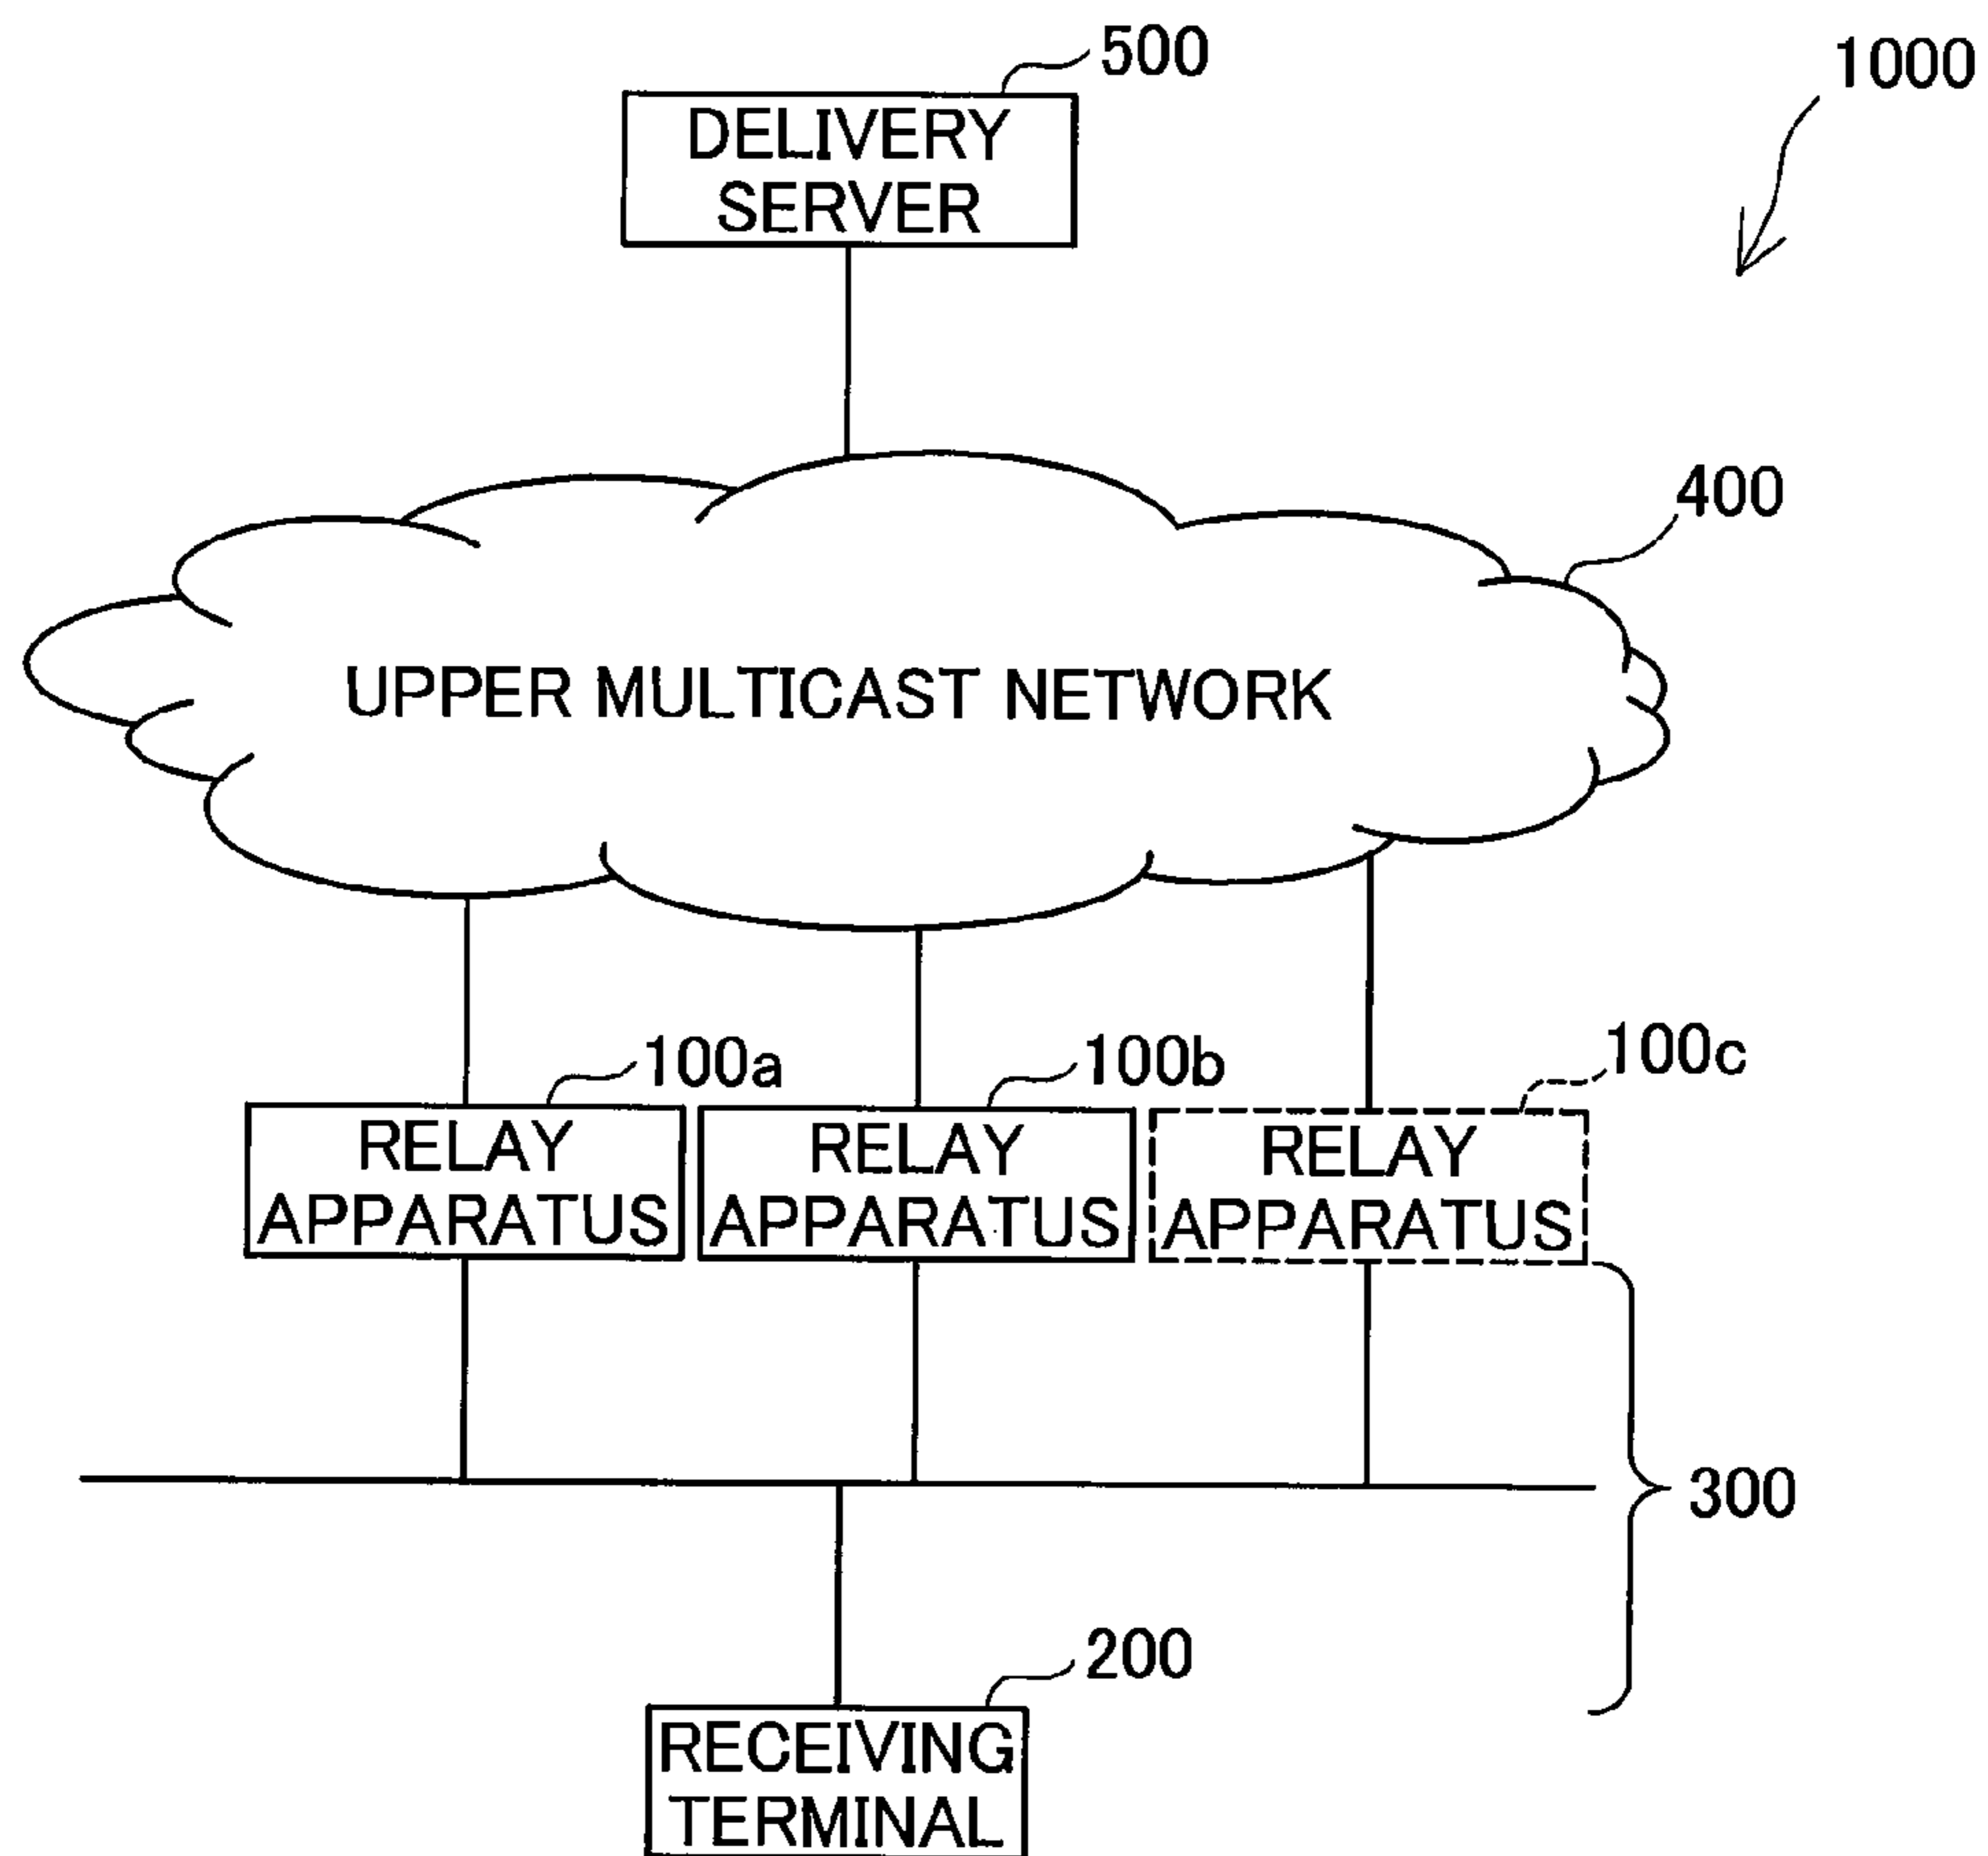 500
1000
DELIVERY
SERVER
400
UPPER MULTICAST NETWORK
100a
100b
100c
RELAY
APPARATUS
RELAY
APPARATUS
RELAY
APPARATUS
300
200
RECEIVING
TERMINAL